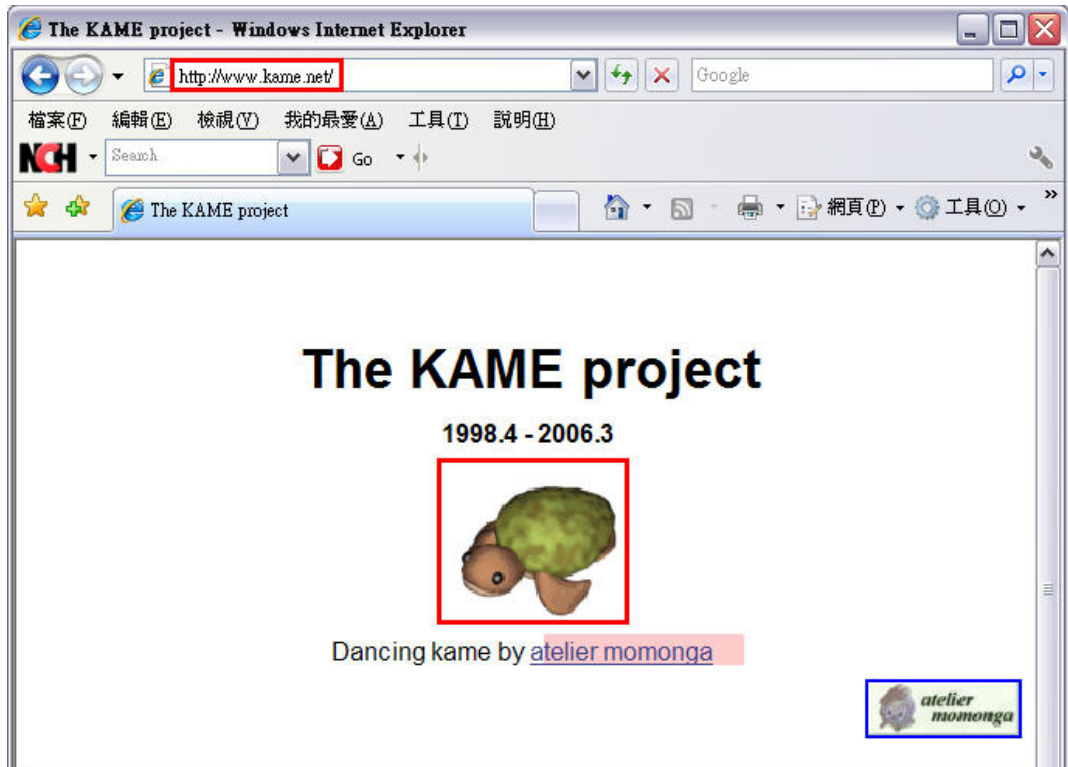 The KAME project - Windows Internet Explorer
http://www.kame.net/
Google
檔案(F) 編輯(E) 檢視(V) 我的最愛(A) 工具(T) 說明(H)
NCH Search Go
The KAME project 網頁(P) 工具(O) »
The KAME project
1998.4 - 2006.3
Dancing kame by atelier momonga
atelier
momonga